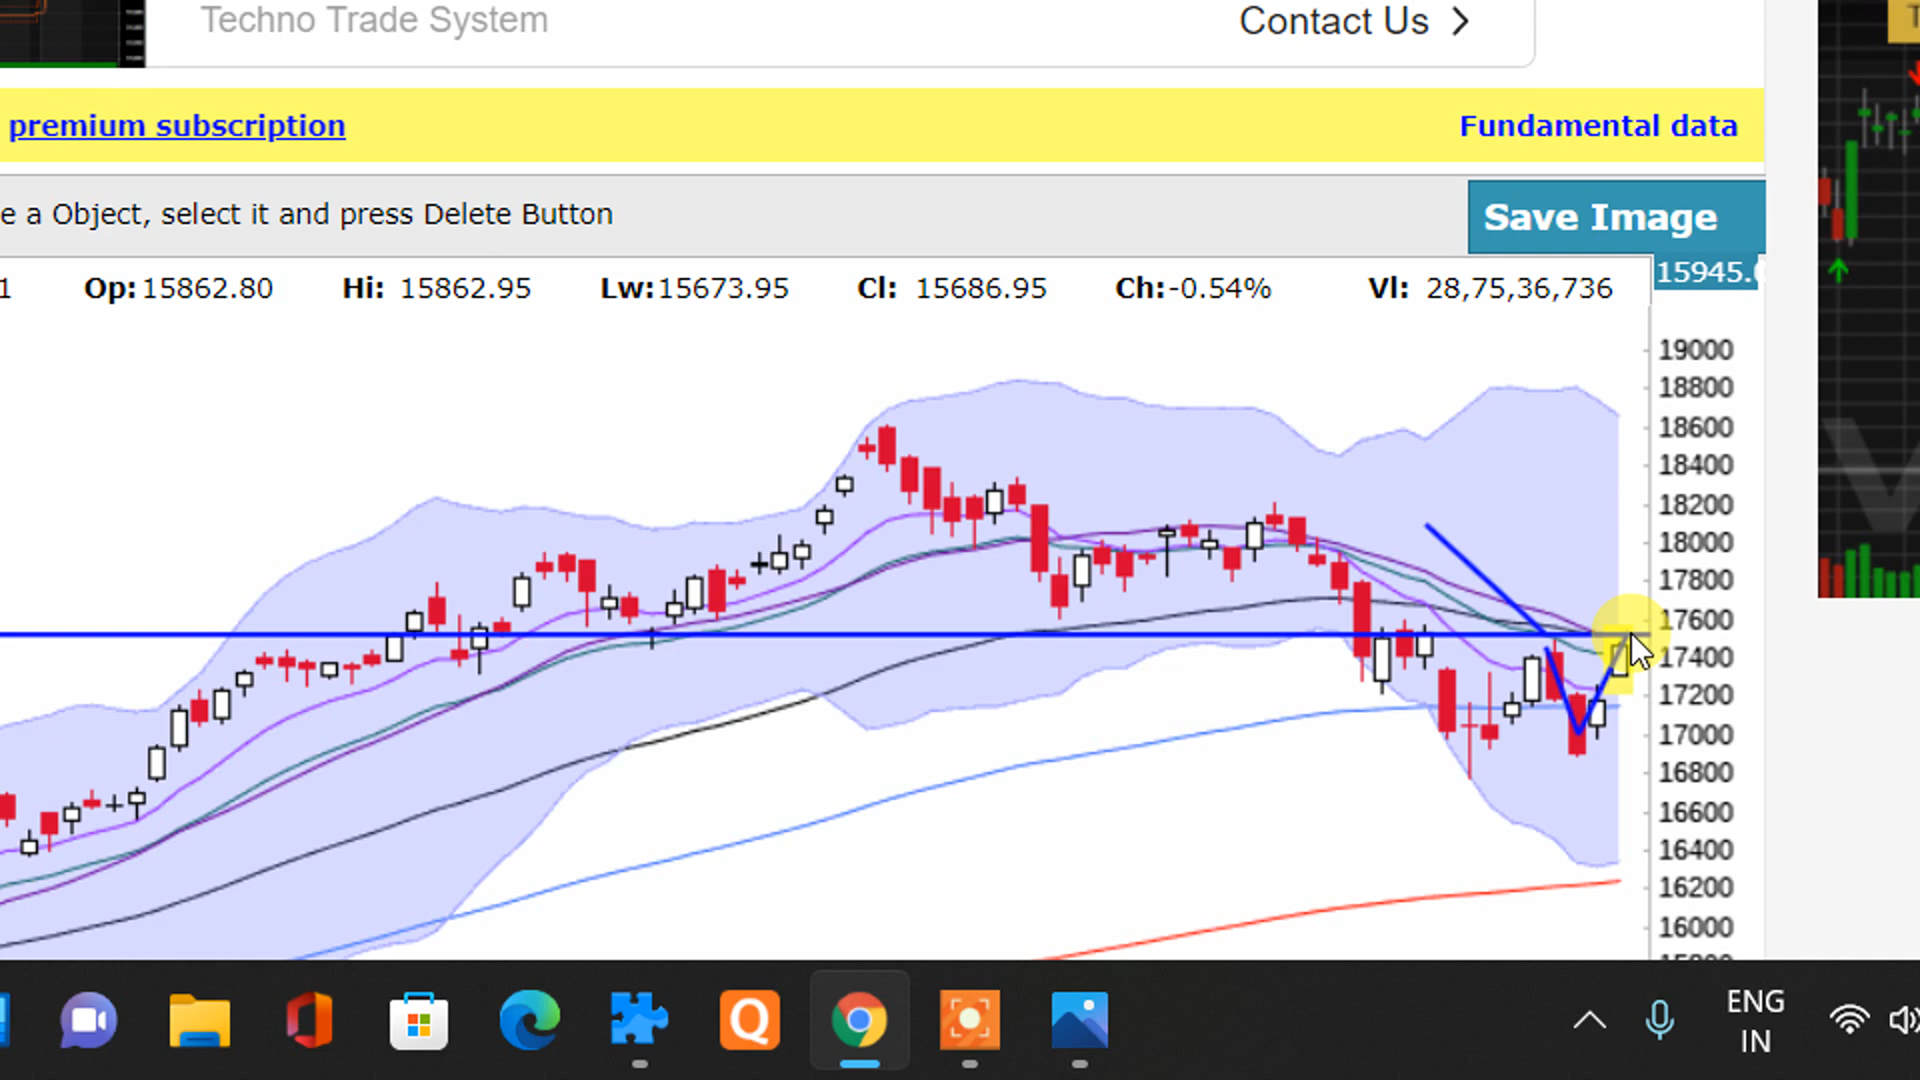 Techno Trade System
Contact Us
premium subscription
Fundamental data
e a Object, select it and press Delete Button
Save Image
1 Op:15862.80 Hi: 15862.95 Lw:15673.95 Cl: 15686.95 Ch:-0.54% Vl: 28,75,36,736
15945.
19000
18800
18600
18400
18200
18000
17800
17600
17400
17200
17000
16800
16600
16400
16200
16000
Q
ENG
IN